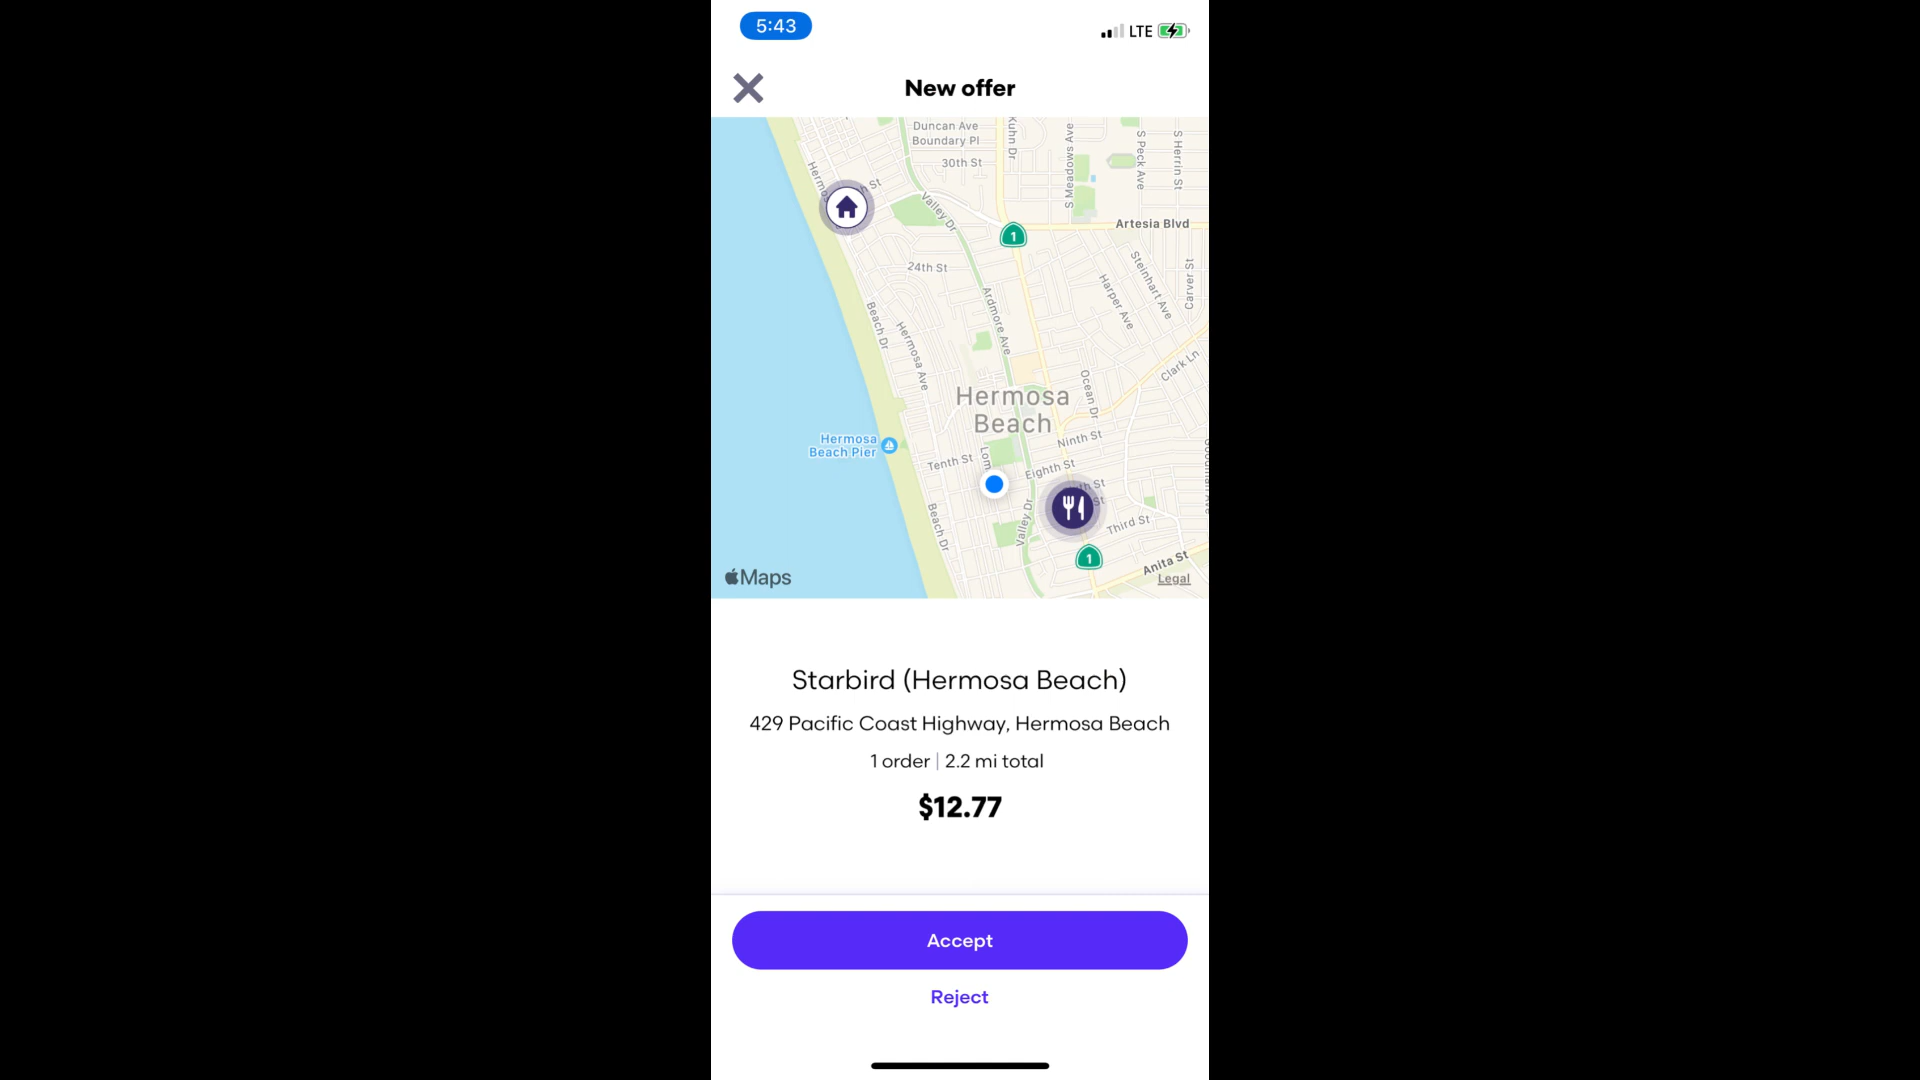 5:43
LTE
New offer
Duncan Ave
Boundary Pl
30th St
Kuhn Dr
S Meadows Ave
S Peck Ave
S Herrin St
Valley Dr
Artesia Blvd
1
24th St
Steinhart Ave
Carver St
Harper Ave
Ardmore Ave
Beach Dr
Hermosa Ave
Clark Ln
Ocean Dr
Hermosa
Beach
Hermosa
Beach Pier
Ninth St
Tenth St
Eighth St
Beach Dr
Valley Dr
Third St
1
Anita St
Maps
Legal
Starbird (Hermosa Beach)
429 Pacific Coast Highway, Hermosa Beach
1 order | 2.2 mi total
$12.77
Accept
Reject